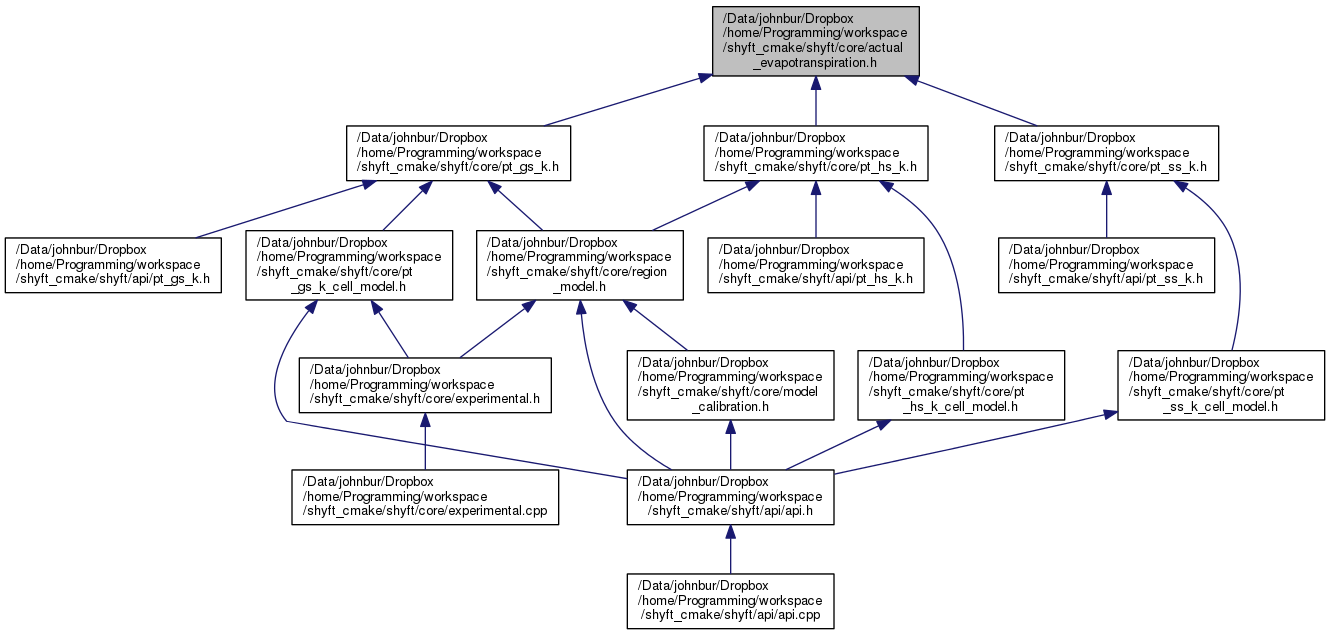 /Data/johnbur/Dropbox
/home/Programming/workspace
/shyft_cmake/shyft/core/actual
_evapotranspiration.h
/Data/johnbur/Dropbox
/home/Programming/workspace
/shyft_cmake/shyft/core/pt_gs_k.h
/Data/johnbur/Dropbox
/home/Programming/workspace
/shyft_cmake/shyft/core/pt_hs_k.h
/Data/johnbur/Dropbox
/home/Programming/workspace
/shyft_cmake/shyft/core/pt_ss_k.h
/Data/johnbur/Dropbox
/home/Programming/workspace
/shyft_cmake/shyft/api/pt_gs_k.h
/Data/johnbur/Dropbox
/home/Programming/workspace
/shyft_cmake/shyft/core/pt
_gs_k_cell_model.h
/Data/johnbur/Dropbox
/home/Programming/workspace
/shyft_cmake/shyft/core/region
_model.h
/Data/johnbur/Dropbox
/home/Programming/workspace
/shyft_cmake/shyft/api/pt_hs_k.h
/Data/johnbur/Dropbox
/home/Programming/workspace
/shyft_cmake/shyft/api/pt_ss_k.h
/Data/johnbur/Dropbox
/home/Programming/workspace
/shyft_cmake/shyft/core/experimental.h
/Data/johnbur/Dropbox
/home/Programming/workspace
/shyft_cmake/shyft/core/model
_calibration.h
/Data/johnbur/Dropbox
/home/Programming/workspace
/shyft_cmake/shyft/core/pt
_hs_k_cell_model.h
/Data/johnbur/Dropbox
/home/Programming/workspace
/shyft_cmake/shyft/core/pt
_ss_k_cell_model.h
/Data/johnbur/Dropbox
/home/Programming/workspace
/shyft_cmake/shyft/core/experimental.cpp
/Data/johnbur/Dropbox
/home/Programming/workspace
/shyft_cmake/shyft/api/api.h
/Data/johnbur/Dropbox
/home/Programming/workspace
/shyft_cmake/shyft/api/api.cpp